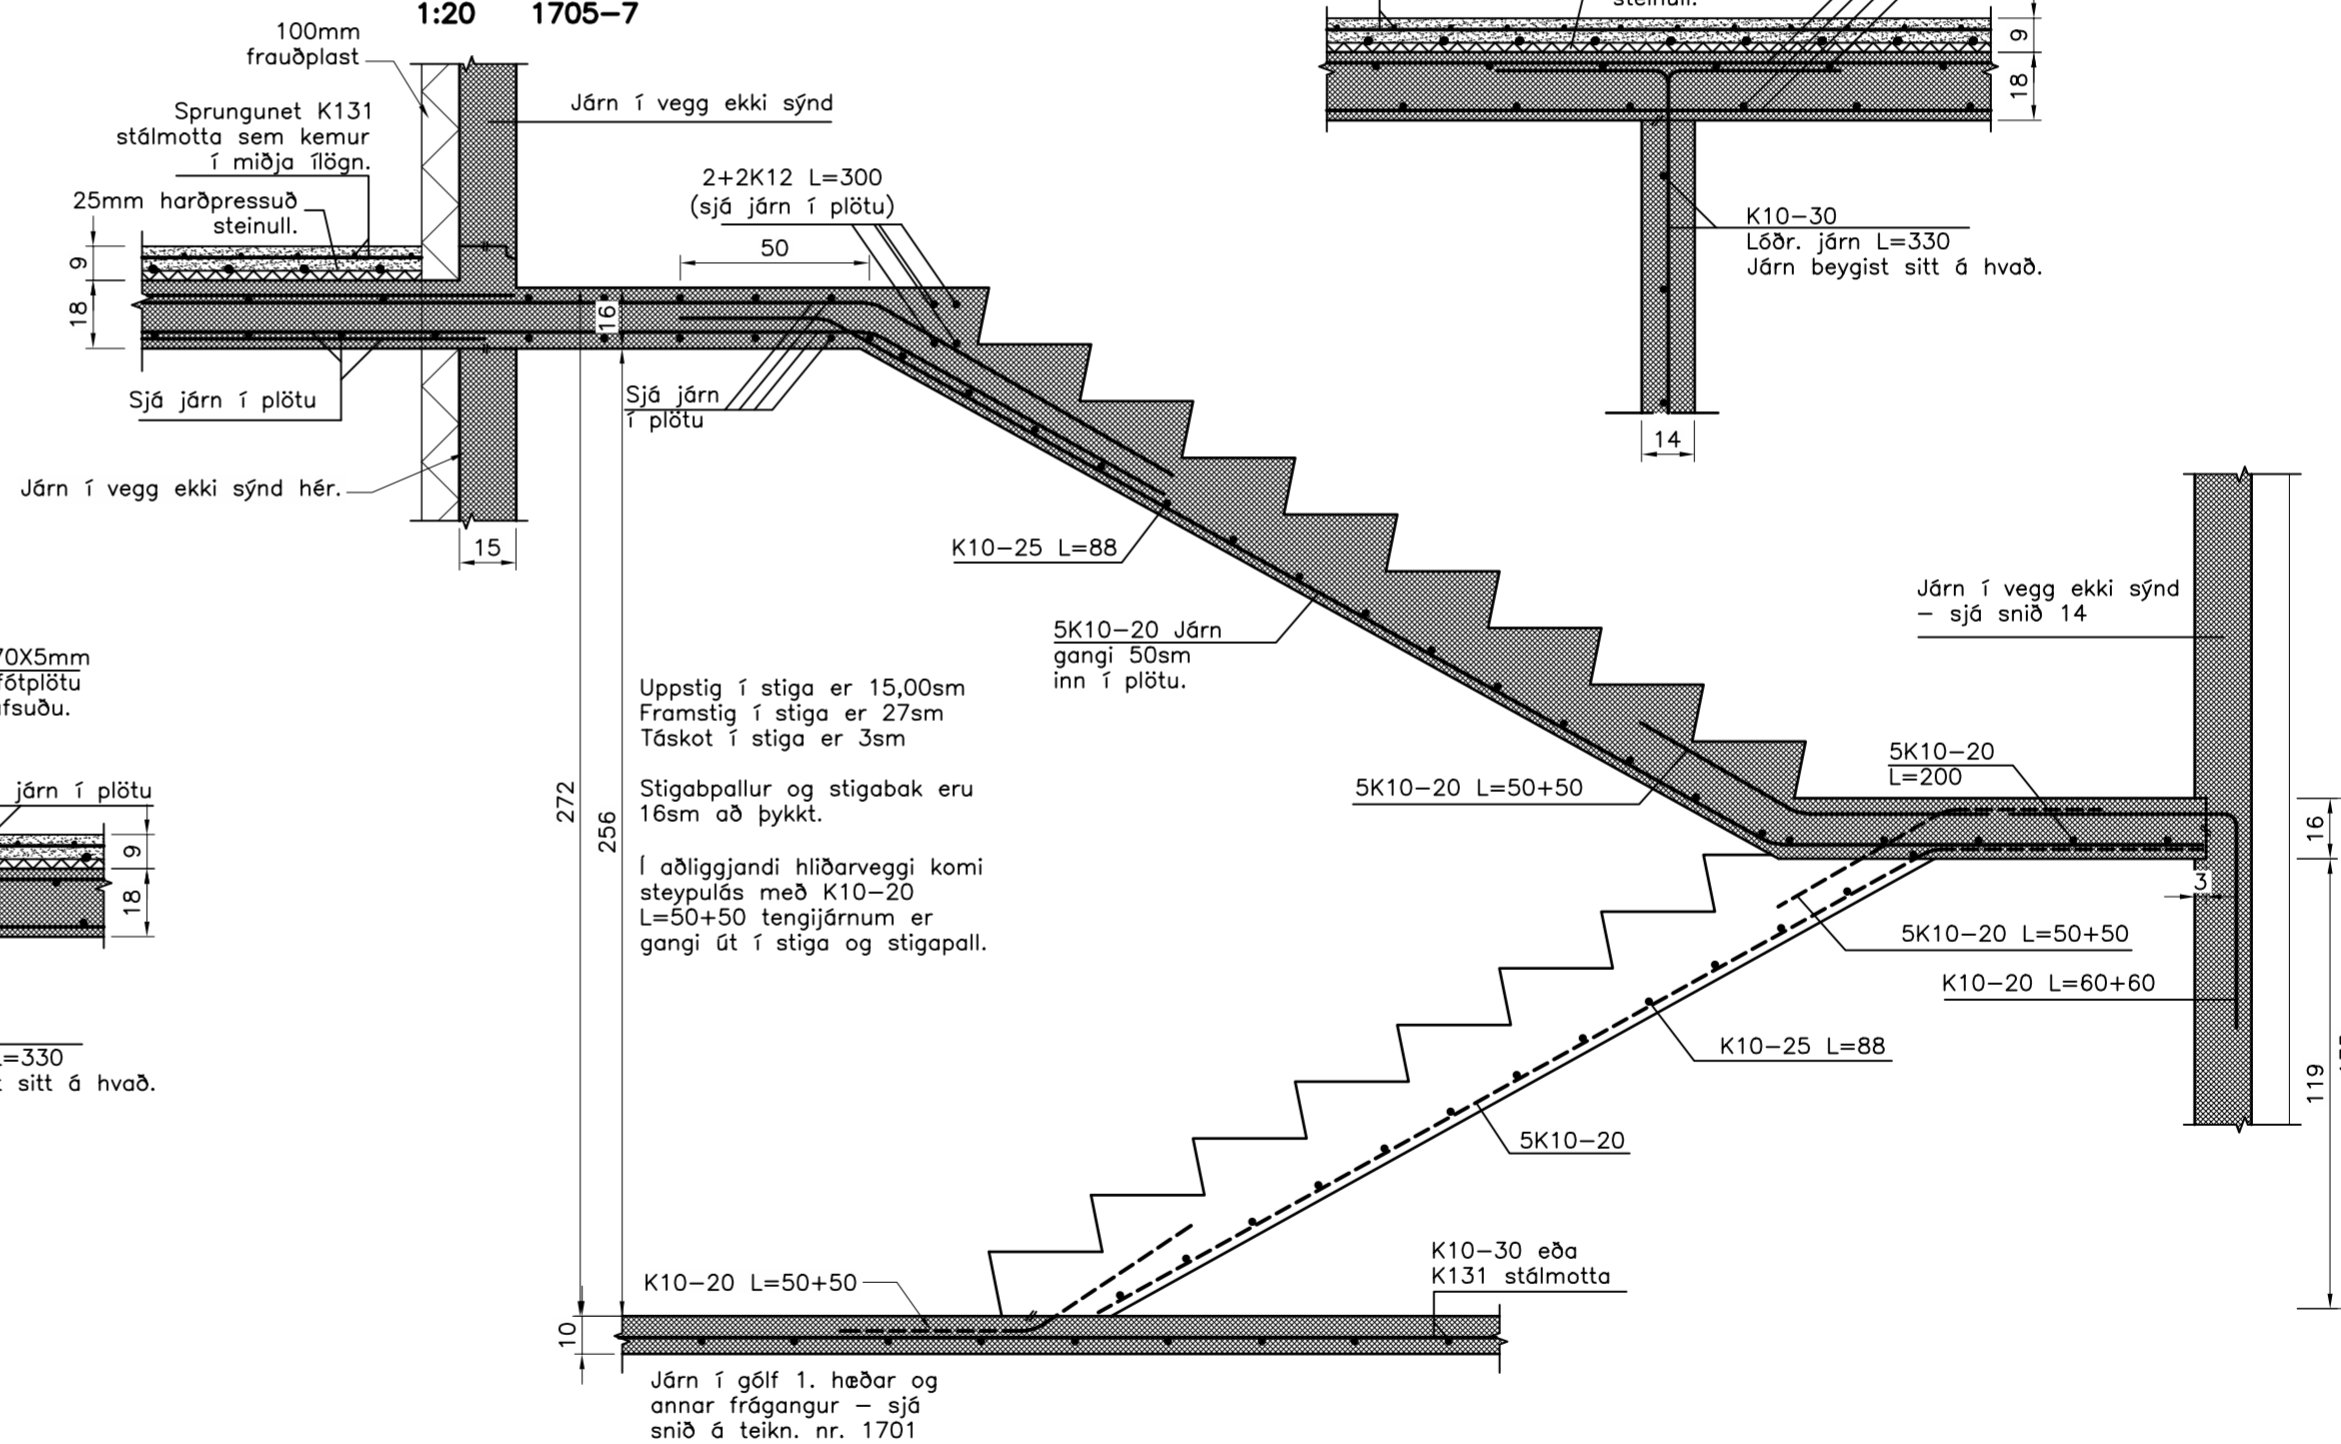 1:20 1705-7
100mm
frauðplast
Sprungunet K131
stálmotta sem kemur
í miðja ílögn.
25mm harðpressuð
steinull.
9
18
Sjá járn í plötu
Járn í vegg ekki sýnd hér.
15
Járn í vegg ekki sýnd
2+2K12 L=300
(sjá járn í plötu)
50
16
Sjá járn
í plötu
steinull.
9
18
K10-30
Lóðr. járn L=330
Járn beygist sitt á hvað.
14
K10-25 L=88
5K10-20 Járn
gangi 50sm
inn í plötu.
Járn í vegg ekki sýnd
- sjá snið 14
70X5mm
fótplötu
afsuðu.
járn í plötu
9
18
L=330
sitt á hvað.
272
256
Uppstig í stiga er 15,00sm
Framstig í stiga er 27sm
Táskot í stiga er 3sm
Stigabpallur og stigabak eru
16sm að þykkt.
Í aðliggjandi hliðarveggi komi
steypulás með K10-20
L=50+50 tengijárnum er
gangi út í stiga og stigapall.
5K10-20 L=50+50
5K10-20
L=200
16
3
5K10-20 L=50+50
K10-20 L=60+60
K10-25 L=88
119
5K10-20
K10-20 L=50+50
K10-30 eða
K131 stálmotta
10
Járn í gólf 1. hæðar og
annar frágangur - sjá
snið á teikn. nr. 1701